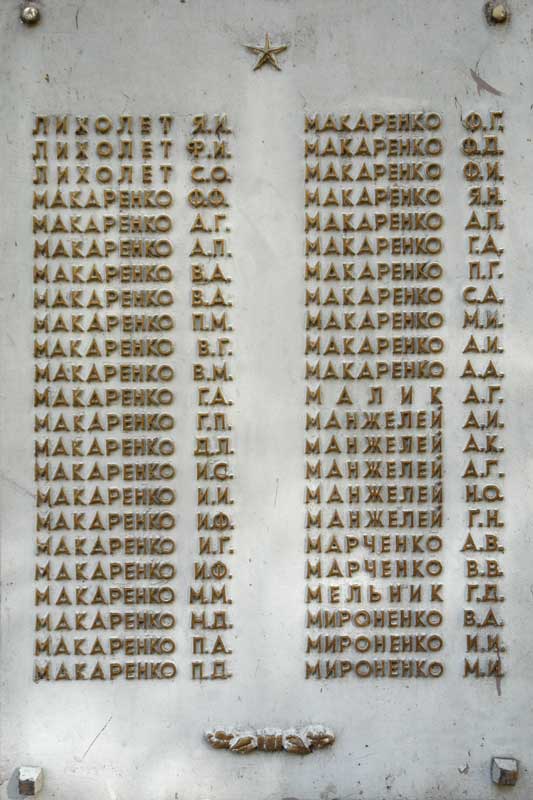 ЛИХОЛЕТ Я.И.
ЛИХОЛЕТ Ф.И.
ЛИХОЛЕТ С.О.
МАКАРЕНКО Ф.Ф.
МАКАРЕНКО А.Г.
МАКАРЕНКО А.П.
МАКАРЕНКО В.А.
МАКАРЕНКО В.А.
МАКАРЕНКО П.М.
МАКАРЕНКО В.Г.
МАКАРЕНКО В.М.
МАКАРЕНКО Г.А.
МАКАРЕНКО Г.П.
МАКАРЕНКО Д.Л.
МАКАРЕНКО И.С.
МАКАРЕНКО И.И.
МАКАРЕНКО И.Ф.
МАКАРЕНКО И.Г.
МАКАРЕНКО И.Ф.
МАКАРЕНКО М.М.
МАКАРЕНКО Н.Д.
МАКАРЕНКО П.А.
МАКАРЕНКО П.Д.
МАКАРЕНКО Ф.Г.
МАКАРЕНКО Ф.Д.
МАКАРЕНКО Ф.И.
МАКАРЕНКО Я.Н.
МАКАРЕНКО А.П.
МАКАРЕНКО Г.А.
МАКАРЕНКО П.Г.
МАКАРЕНКО С.А.
МАКАРЕНКО М.И.
МАКАРЕНКО А.И.
МАКАРЕНКО А.А.
МАЛИК А.Г.
МАНЖЕЛЕЙ А.И.
МАНЖЕЛЕЙ А.К.
МАНЖЕЛЕЙ А.Г.
МАНЖЕЛЕЙ Н.О.
МАНЖЕЛЕЙ Г.Н.
МАРЧЕНКО А.В.
МАРЧЕНКО В.В.
МЕЛЬНИК Г.Д.
МИРОНЕНКО В.А.
МИРОНЕНКО И.И.
МИРОНЕНКО М.И.